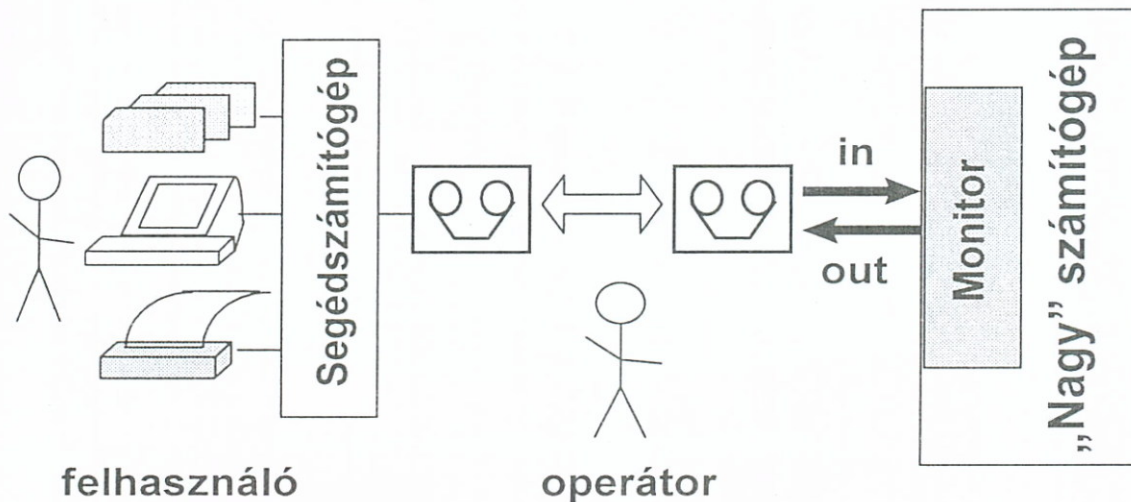 Segédszámítógép
in
out
Monitor
„Nagy” számítógép
felhasználó
operátor